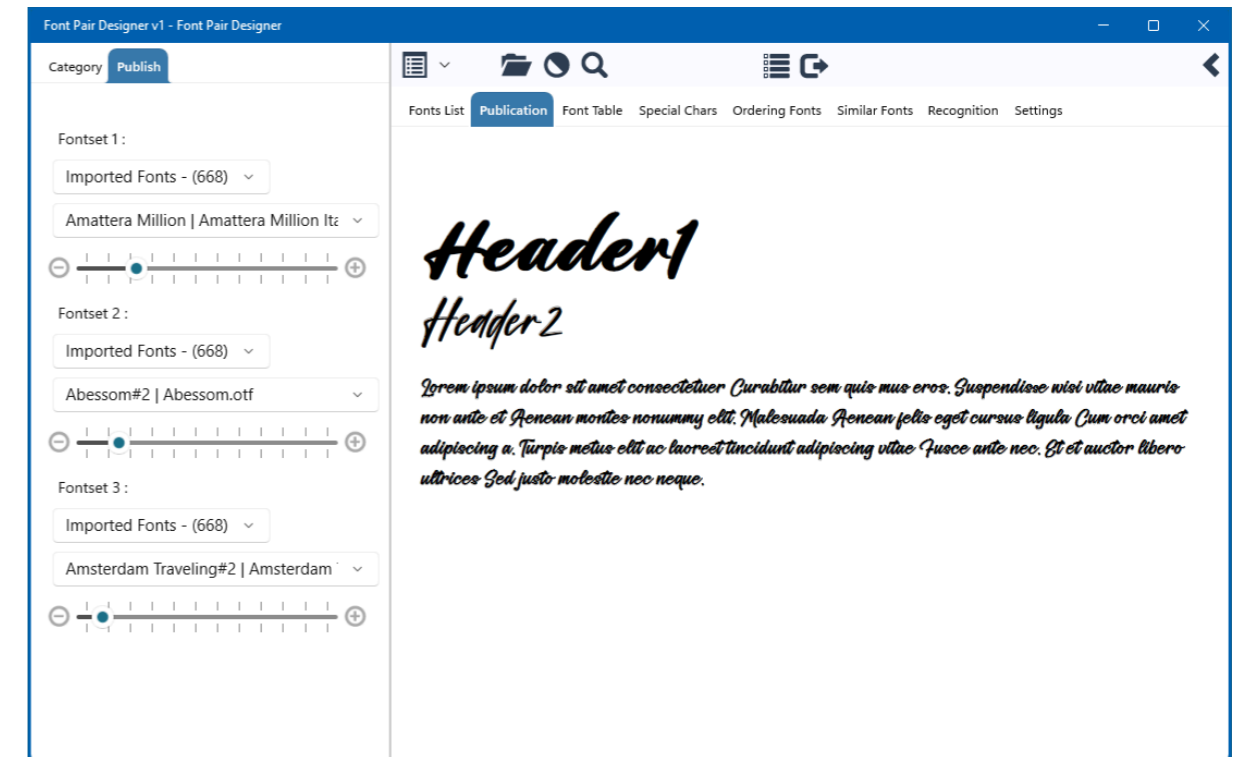 Font Pair Designer v1 - Font Pair Designer
Category Publish
Fonts List Publication Font Table Special Chars Ordering Fonts Similar Fonts Recognition Settings
Fontset 1 :
Imported Fonts - (668)
Amattera Million | Amattera Million Ita
Fontset 2 :
Imported Fonts - (668)
Abessom#2 | Abessom.otf
Fontset 3 :
Imported Fonts - (668)
Amsterdam Traveling#2 | Amsterdam
Header1
Header2
Lorem ipsum dolor sit amet consectetuer Curabitur sem quis mus eros. Suspendisse wisi vitae mauris
non ante et Aenean montes nonummy elit. Malesuada Aenean felis eget cursus ligula Cum orci amet
adipiscing a. Turpis metus elit ac laoreet tincidunt adipiscing vitae Fusce ante nec. Et et auctor libero
ultrices Sed justo molestie nec neque.